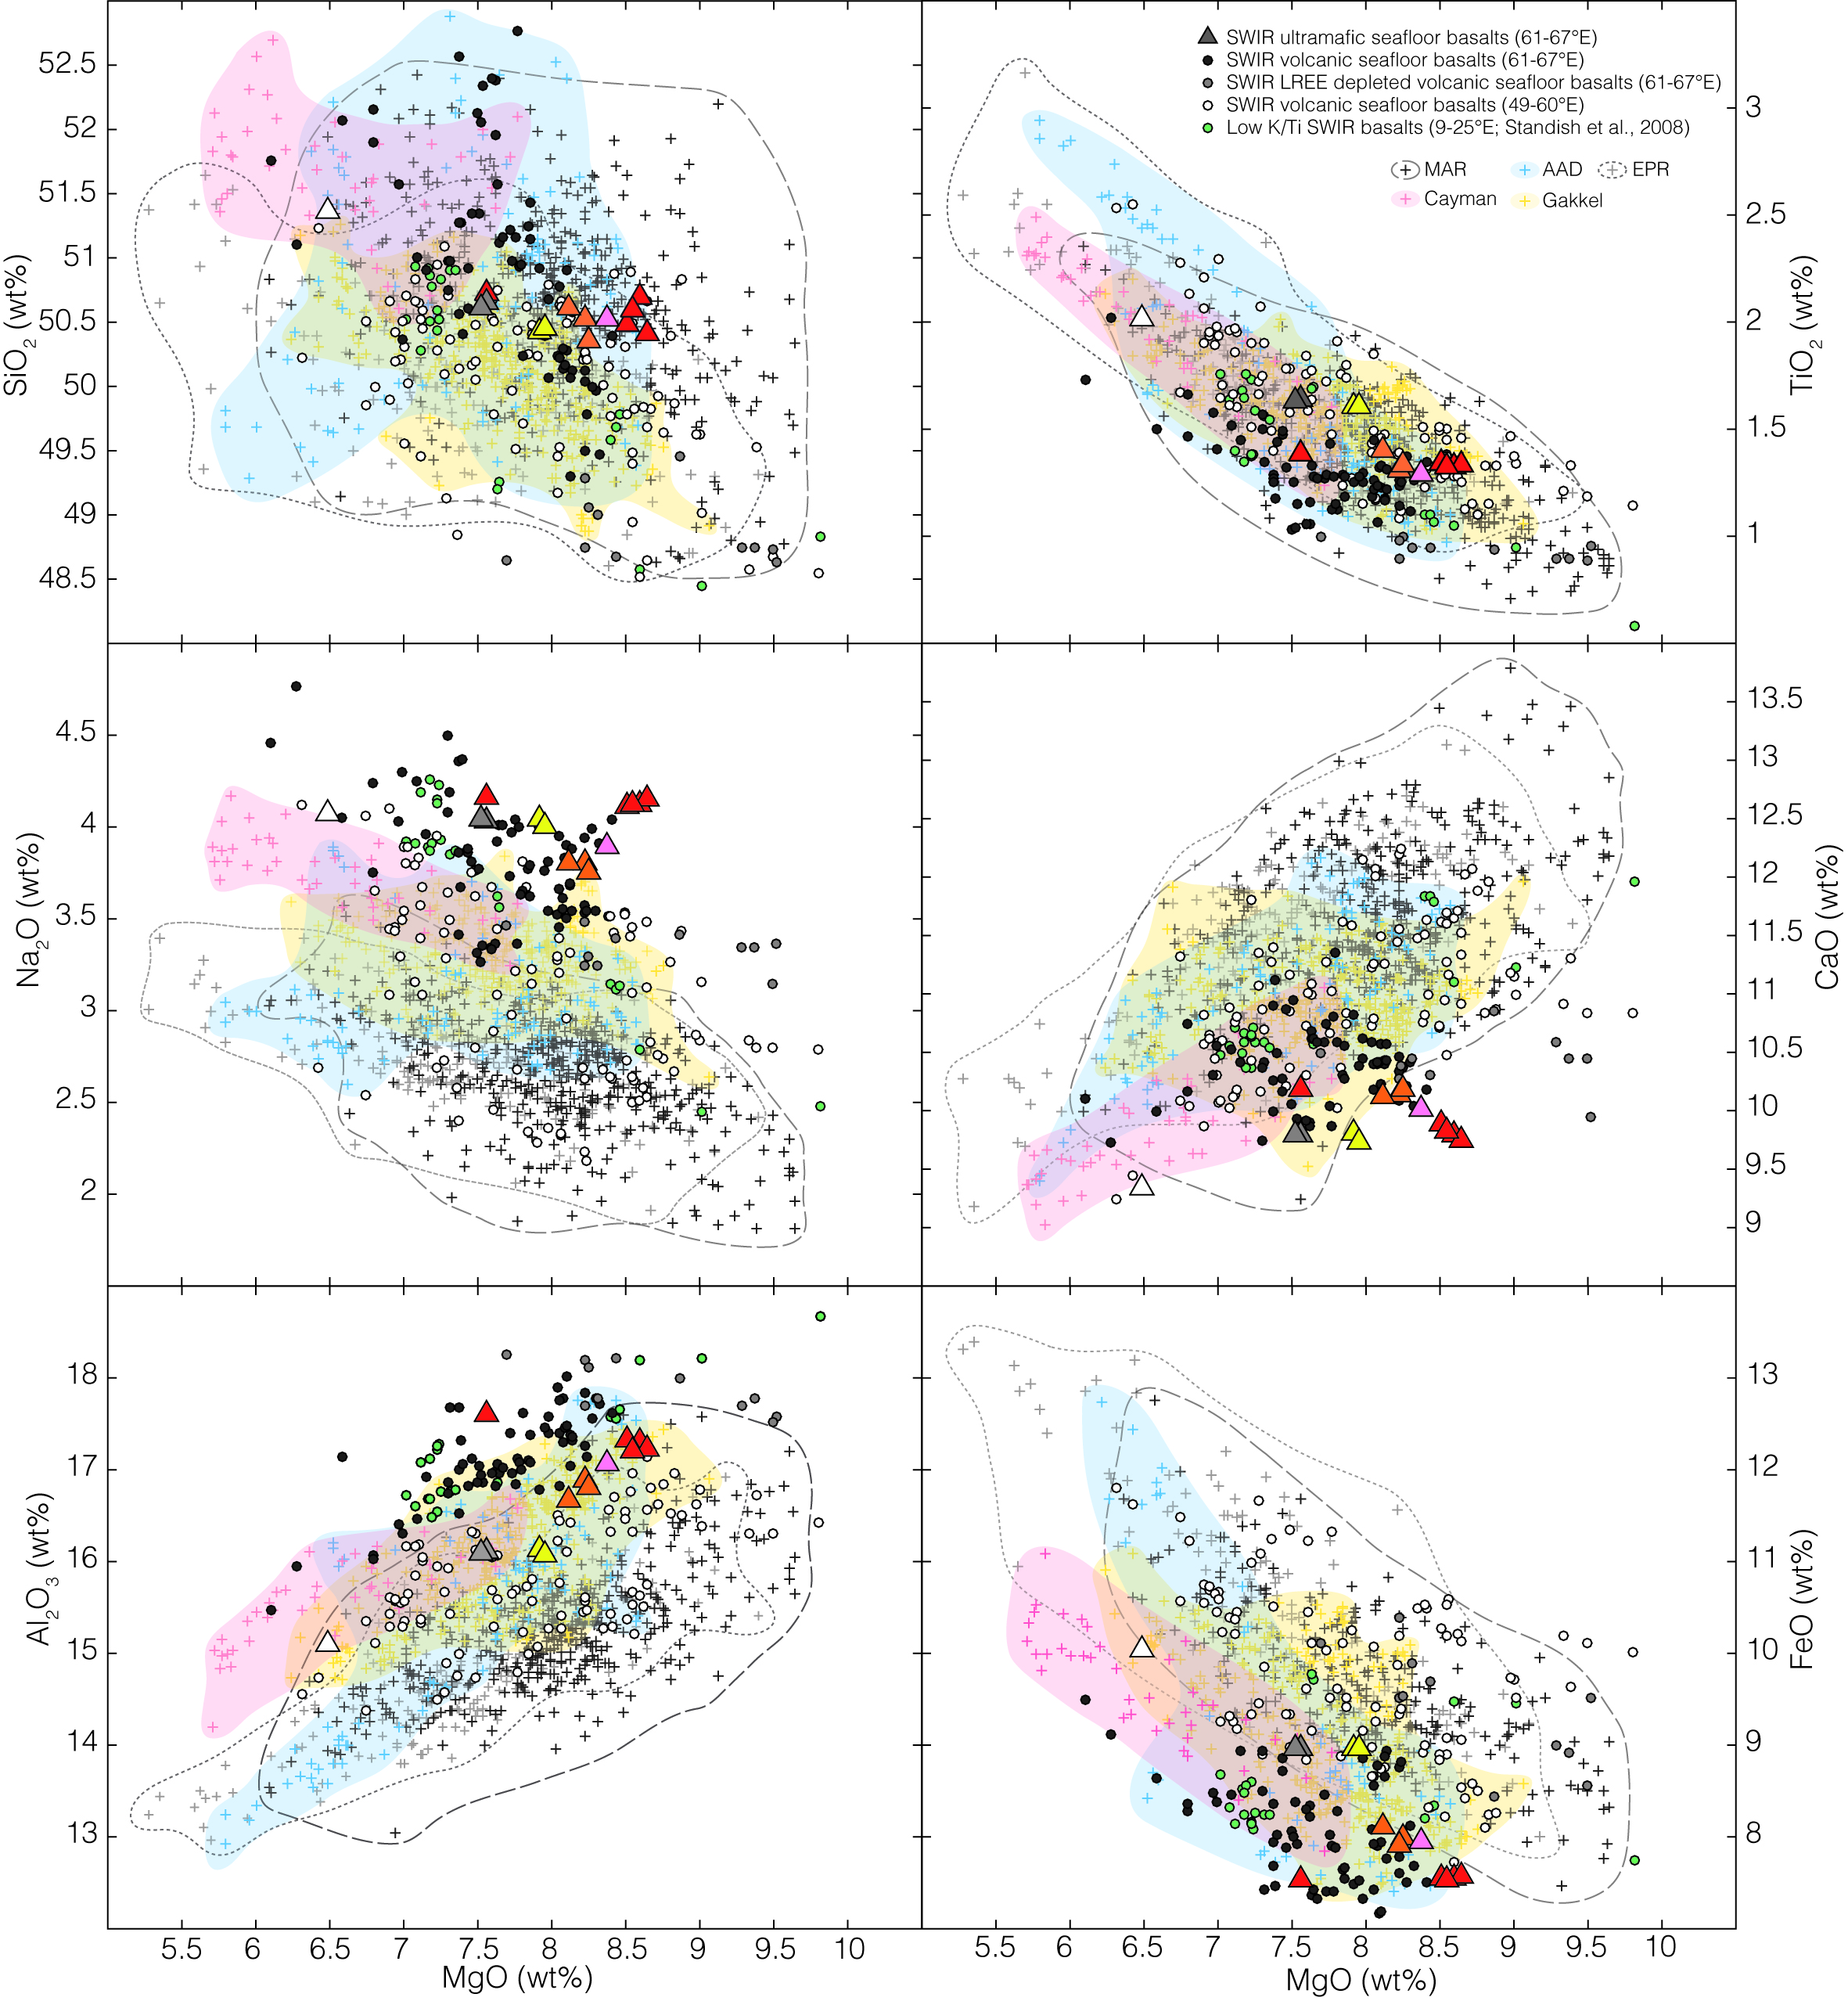 52.5
52
51.5
51
50.5
50
49.5
49
48.5
SiO2 (wt%)
SWIR ultramafic seafloor basalts (61-67°E)
SWIR volcanic seafloor basalts (61-67°E)
SWIR LREE depleted volcanic seafloor basalts (61-67°E)
SWIR volcanic seafloor basalts (49-60°E)
Low K/Ti SWIR basalts (9-25°E; Standish et al., 2008)
MAR
AAD
EPR
Cayman
Gakkel
3
2.5
2
1.5
1
TiO2 (wt%)
4.5
4
3.5
3
2.5
2
Na2O (wt%)
13.5
13
12.5
12
11.5
11
10.5
10
9.5
9
CaO (wt%)
18
17
16
15
14
13
Al2O3 (wt%)
13
12
11
10
9
8
FeO (wt%)
5.5 6 6.5 7 7.5 8 8.5 9 9.5 10
MgO (wt%)
5.5 6 6.5 7 7.5 8 8.5 9 9.5 10
MgO (wt%)